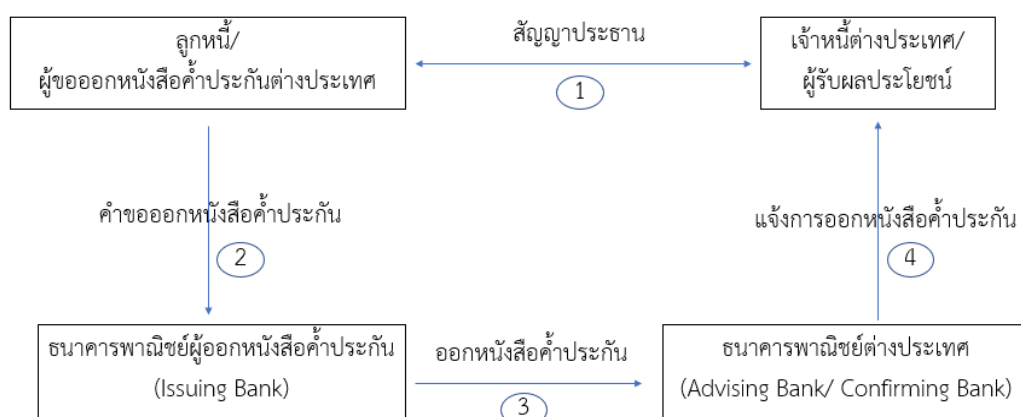 ลูกหนี้/
ผู้ขอออกหนังสือค้ำประกันต่างประเทศ
สัญญาประธาน
1
เจ้าหนี้ต่างประเทศ/
ผู้รับผลประโยชน์
คำขอออกหนังสือค้ำประกัน
2
แจ้งการออกหนังสือค้ำประกัน
4
ธนาคารพาณิชย์ผู้ออกหนังสือค้ำประกัน
(Issuing Bank)
ออกหนังสือค้ำประกัน
3
ธนาคารพาณิชย์ต่างประเทศ
(Advising Bank/ Confirming Bank)